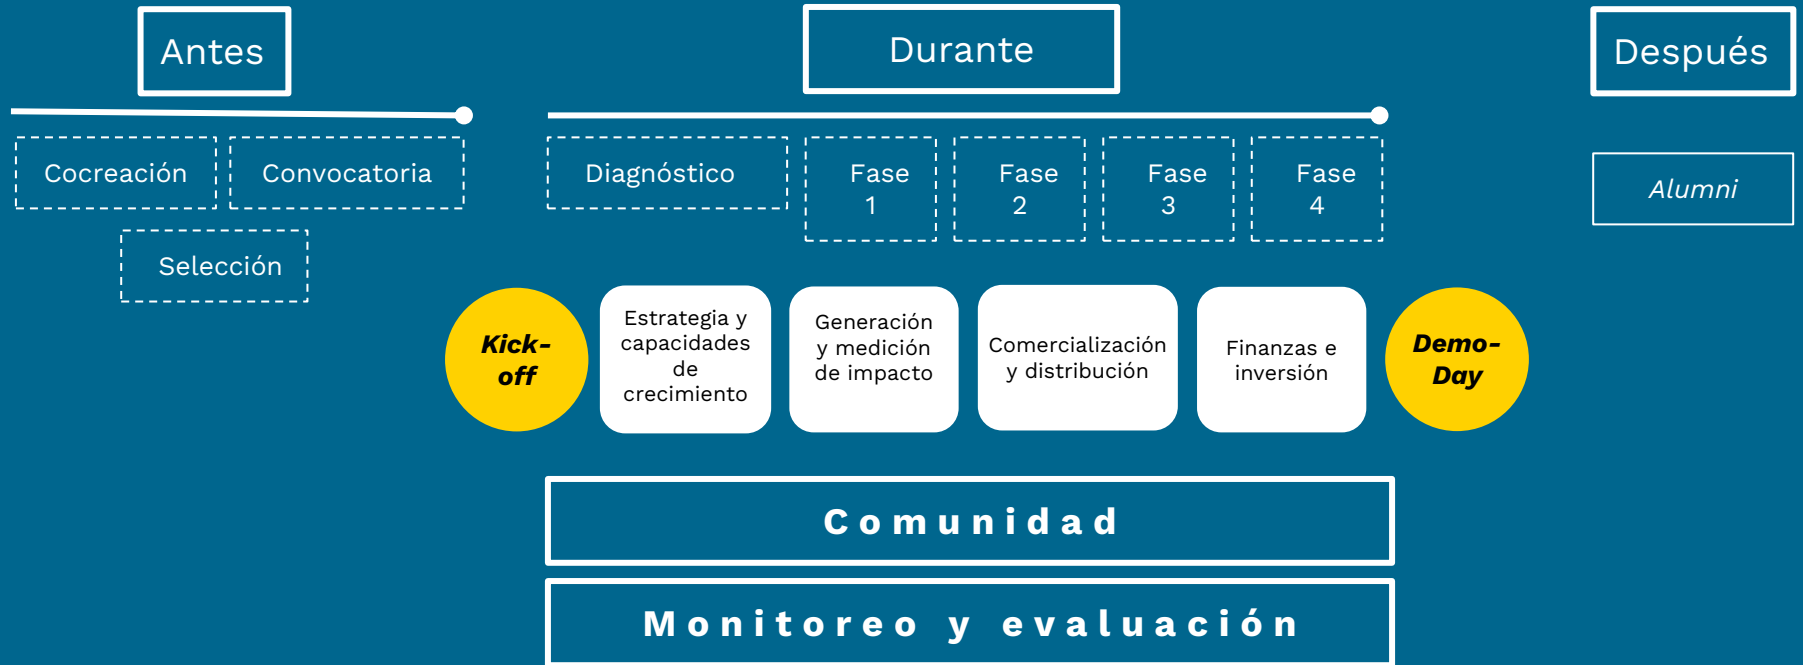 Antes
Durante
Después
Cocreación
Convocatoria
Selección
Diagnóstico
Fase
1
Fase
2
Fase
3
Fase
4
Alumni
Kick-
off
Estrategia y
capacidades
de
crecimiento
Generación
y medición
de impacto
Comercialización
y distribución
Finanzas e
inversión
Demo-
Day
Comunidad
Monitoreo y evaluación